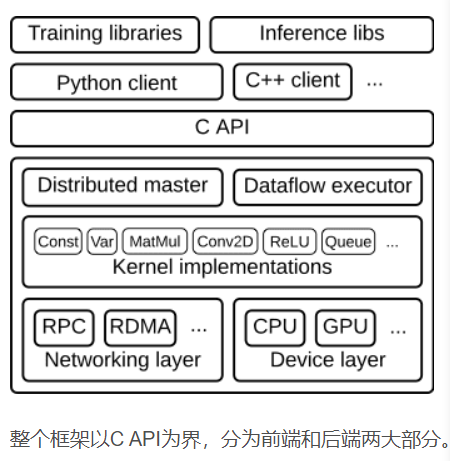 Training libraries Inference libs
Python client C++ client ...
C API
Distributed master Dataflow executor
Const Var MatMul Conv2D ReLU Queue ...
Kernel implementations
RPC RDMA ... CPU GPU ...
Networking layer Device layer
整个框架以C API为界，分为前端和后端两大部分。